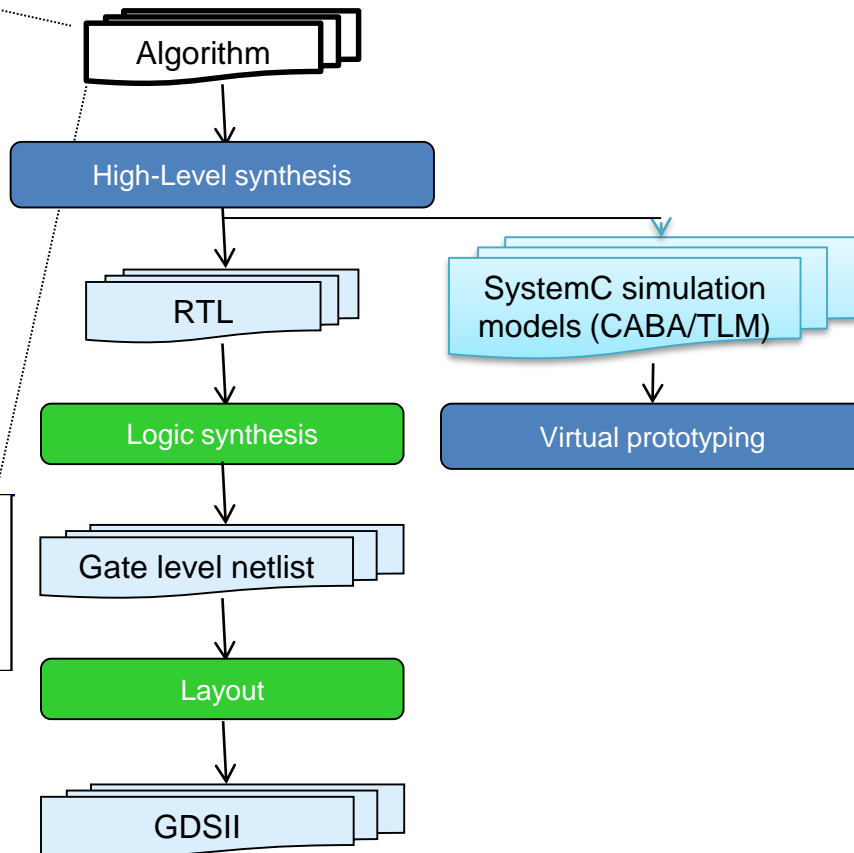 Algorithm
High-Level synthesis
RTL
SystemC simulation
models (CABA/TLM)
Logic synthesis
Virtual prototyping
Gate level netlist
Layout
GDSII